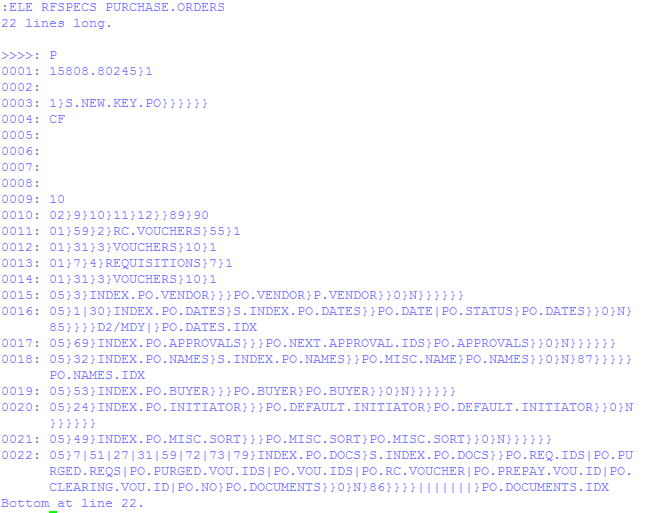 :ELE RFSPECS PURCHASE.ORDERS
22 lines long.
>>>>: P
0001: 15808.80245}1
0002:
0003: 1}S.NEW.KEY.PO}}}}}}
0004: CF
0005:
0006:
0007:
0008:
0009: 10
0010: 02}9}10}11}12}}89}90
0011: 01}59}2}RC.VOUCHERS}55}1
0012: 01}31}3}VOUCHERS}10}1
0013: 01}7}4}REQUISITIONS}7}1
0014: 01}31}3}VOUCHERS}10}1
0015: 05}3}INDEX.PO.VENDOR}}}PO.VENDOR}P.VENDOR}}0}N}}}}}}
0016: 05}1|30}INDEX.PO.DATES}S.INDEX.PO.DATES}}PO.DATE|PO.STATUS}PO.DATES}}0}N}
85}}}}D2/MDY|}PO.DATES.IDX
0017: 05}69}INDEX.PO.APPROVALS}}}PO.NEXT.APPROVAL.IDS}PO.APPROVALS}}0}N}}}}}}
0018: 05}32}INDEX.PO.NAMES}S.INDEX.PO.NAMES}}PO.MISC.NAME}PO.NAMES}}0}N}87}}}}}
PO.NAMES.IDX
0019: 05}53}INDEX.PO.BUYER}}}PO.BUYER}PO.BUYER}}0}N}}}}}}
0020: 05}24}INDEX.PO.INITIATOR}}}PO.DEFAULT.INITIATOR}PO.DEFAULT.INITIATOR}}0}N
}}}}}}
0021: 05}49}INDEX.PO.MISC.SORT}}}PO.MISC.SORT}PO.MISC.SORT}}0}N}}}}}}
0022: 05}7|51|27|31|59|72|73|79}INDEX.PO.DOCS}S.INDEX.PO.DOCS}}PO.REQ.IDS|PO.PU
RGED.REQS|PO.PURGED.VOU.IDS|PO.VOU.IDS|PO.RC.VOUCHER|PO.PREPAY.VOU.ID|PO.
CLEARING.VOU.ID|PO.NO}PO.DOCUMENTS}}0}N}86}}}}|||||||}PO.DOCUMENTS.IDX
Bottom at line 22.